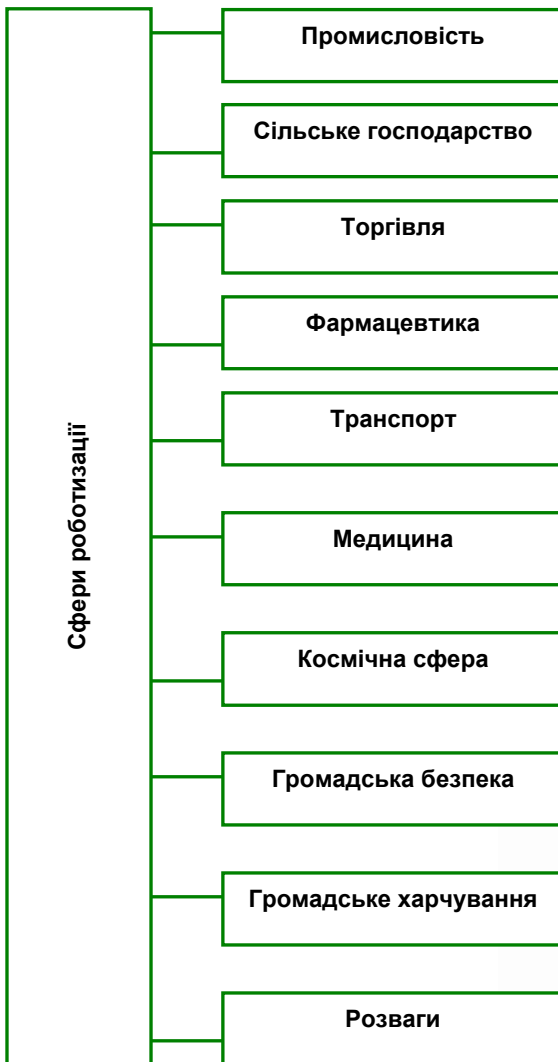 Сфери роботизації
Промисловість
Сільське господарство
Торгівля
Фармацевтика
Транспорт
Медицина
Космічна сфера
Громадська безпека
Громадське харчування
Розваги